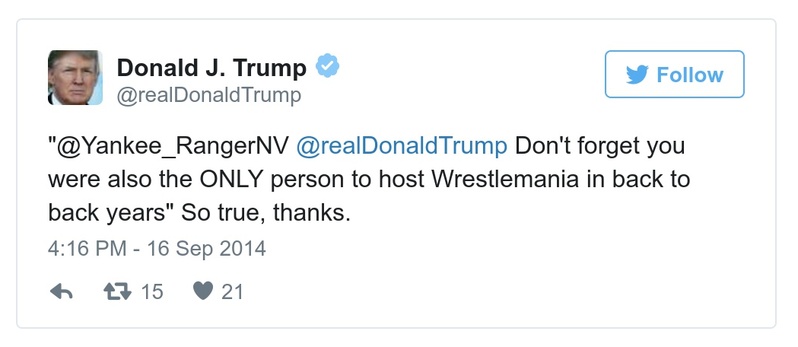 Donald J. Trump
@realDonaldTrump
Follow
"@Yankee_RangerNV @realDonaldTrump Don't forget you
were also the ONLY person to host Wrestlemania in back to
back years" So true, thanks.
4:16 PM - 16 Sep 2014
15 21